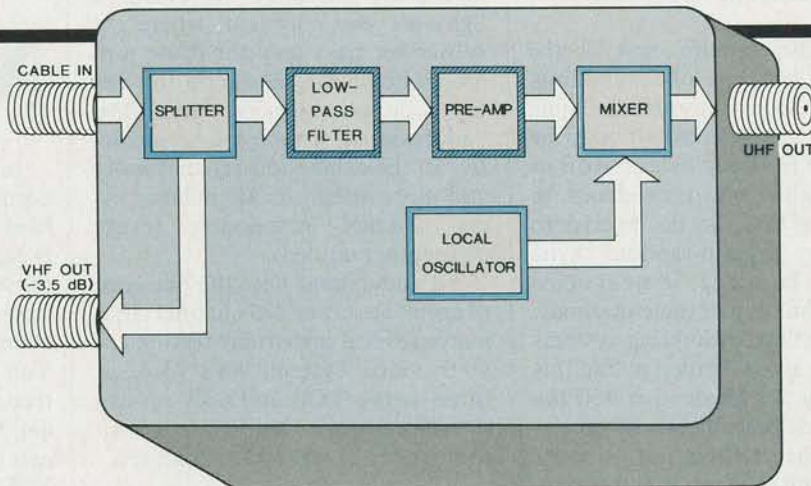 CABLE IN
SPLITTER
LOW-
PASS
FILTER
PRE-AMP
MIXER
UHF OUT
LOCAL
OSCILLATOR
VHF OUT
(-3.5 dB)